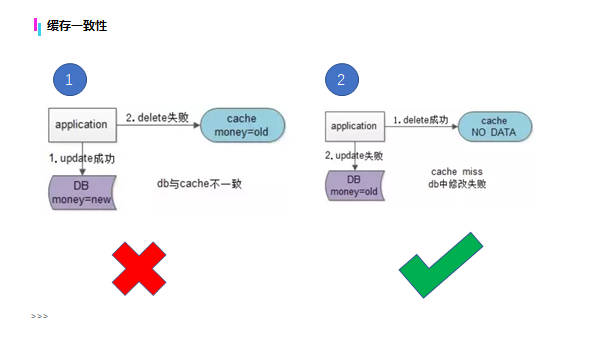 缓存一致性
1
application
2.delete失败
cache
money=old
1.update成功
DB
money=new
db与cache不一致
2
application
1.delete成功
cache
NO DATA
2.update失败
DB
money=old
cache miss
db中修改失败
>>>